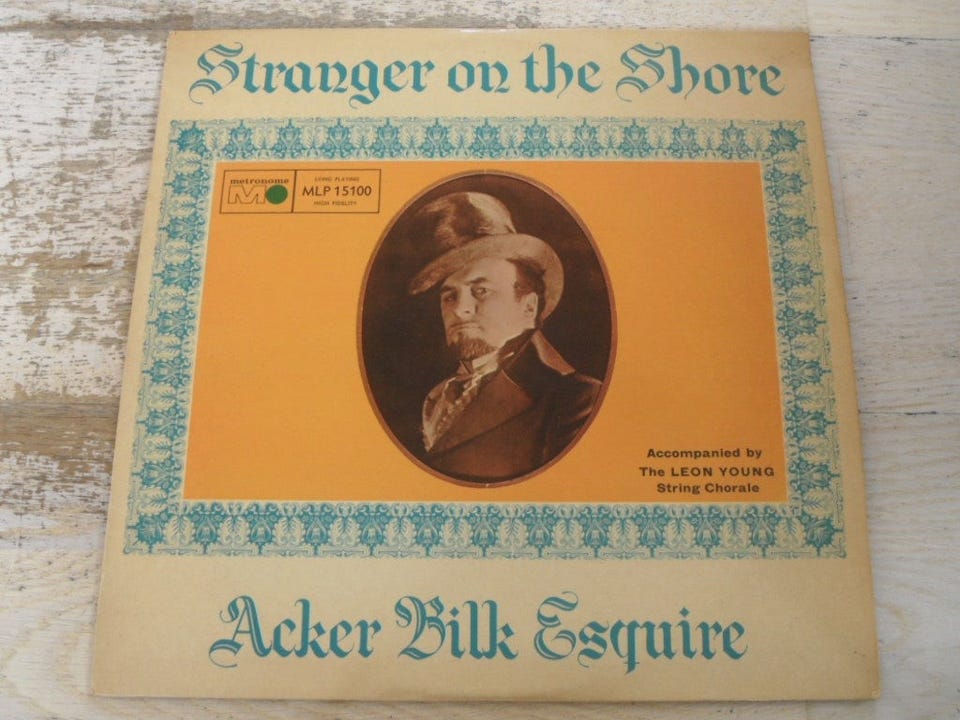 Stranger on the Shore
metronome
LONG PLAYING
MLP 15100
HIGH FIDELITY
Accompanied by
The LEON YOUNG
String Chorale
Acker Bilk Esquire